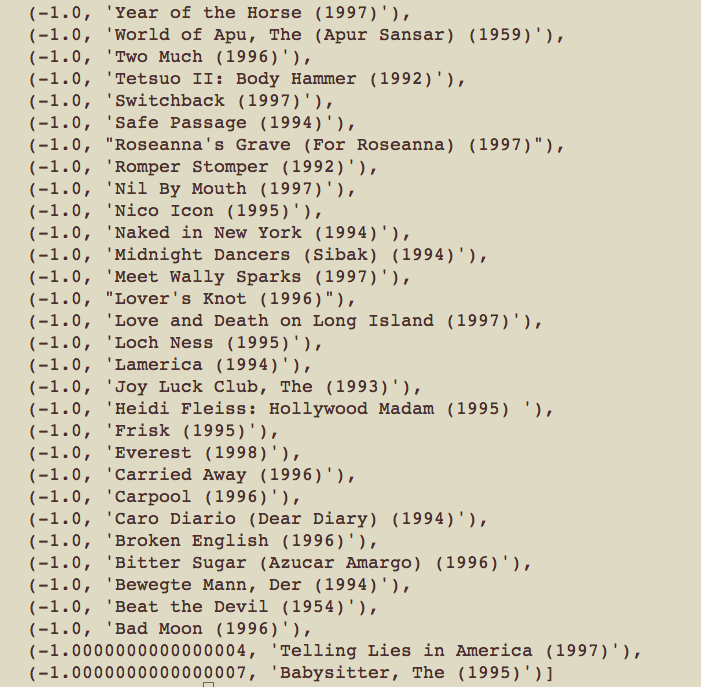 (-1.0, 'Year of the Horse (1997)'),
(-1.0, 'World of Apu, The (Apur Sansar) (1959)'),
(-1.0, 'Two Much (1996)'),
(-1.0, 'Tetsuo II: Body Hammer (1992)'),
(-1.0, 'Switchback (1997)'),
(-1.0, 'Safe Passage (1994)'),
(-1.0, "Roseanna's Grave (For Roseanna) (1997)"),
(-1.0, 'Romper Stomper (1992)'),
(-1.0, 'Nil By Mouth (1997)'),
(-1.0, 'Nico Icon (1995)'),
(-1.0, 'Naked in New York (1994)'),
(-1.0, 'Midnight Dancers (Sibak) (1994)'),
(-1.0, 'Meet Wally Sparks (1997)'),
(-1.0, "Lover's Knot (1996)"),
(-1.0, 'Love and Death on Long Island (1997)'),
(-1.0, 'Loch Ness (1995)'),
(-1.0, 'Lamerica (1994)'),
(-1.0, 'Joy Luck Club, The (1993)'),
(-1.0, 'Heidi Fleiss: Hollywood Madam (1995) '),
(-1.0, 'Frisk (1995)'),
(-1.0, 'Everest (1998)'),
(-1.0, 'Carried Away (1996)'),
(-1.0, 'Carpool (1996)'),
(-1.0, 'Caro Diario (Dear Diary) (1994)'),
(-1.0, 'Broken English (1996)'),
(-1.0, 'Bitter Sugar (Azucar Amargo) (1996)'),
(-1.0, 'Bewegte Mann, Der (1994)'),
(-1.0, 'Beat the Devil (1954)'),
(-1.0, 'Bad Moon (1996)'),
(-1.0000000000000004, 'Telling Lies in America (1997)'),
(-1.0000000000000007, 'Babysitter, The (1995)')]